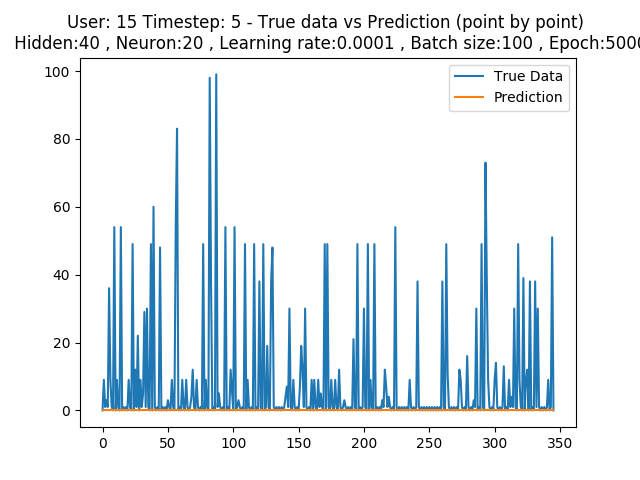 User: 15 Timestep: 5 - True data vs Prediction (point by point)
Hidden:40 , Neuron:20 , Learning rate:0.0001 , Batch size:100 , Epoch:5000
True Data
Prediction
100
80
60
40
20
0
0 50 100 150 200 250 300 350